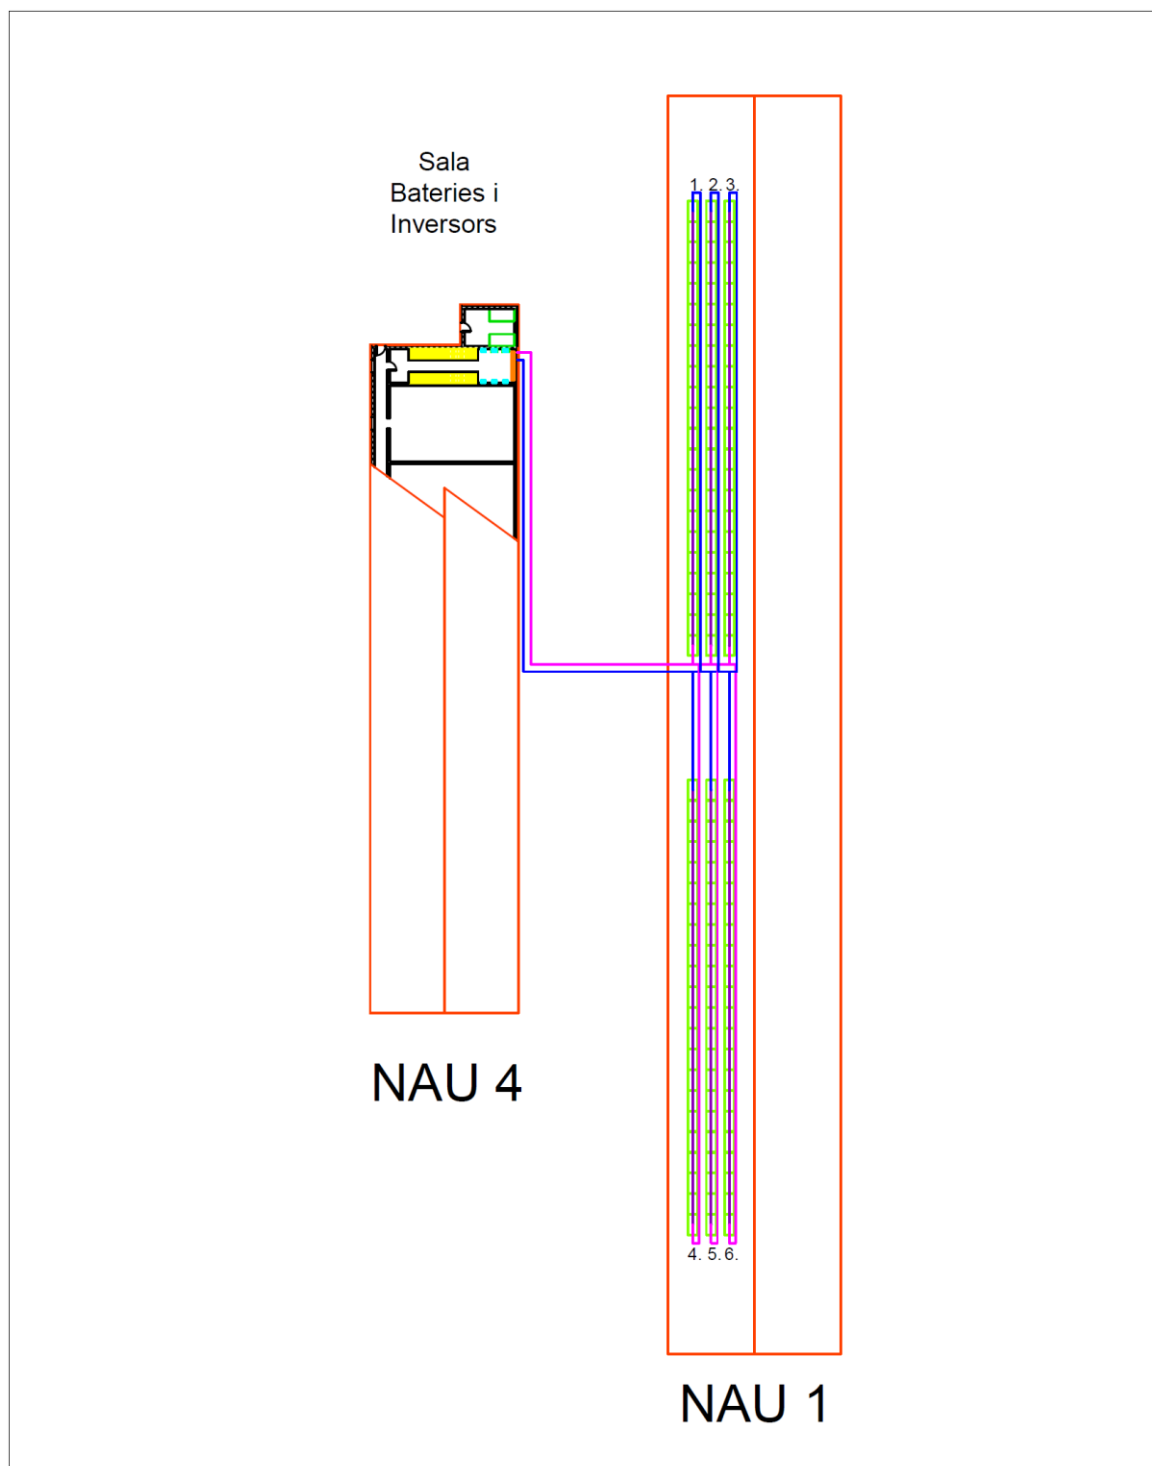 Sala
Bateries i
Inversors
1. 2. 3.
4. 5. 6.
NAU 4
NAU 1